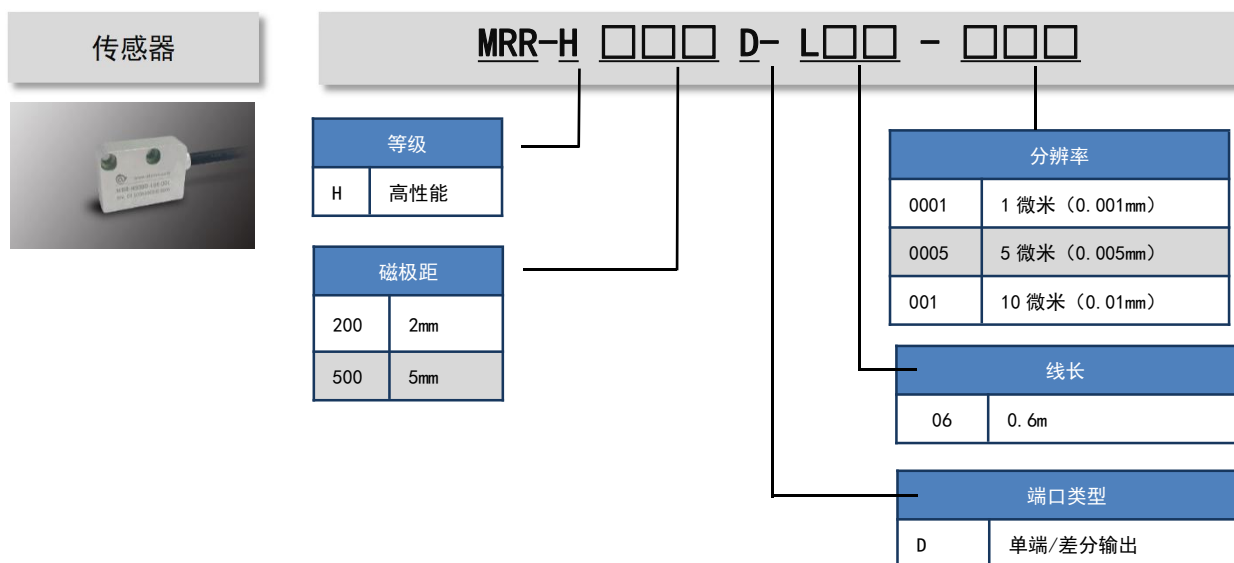 传感器
MRR-H □□□ D- L□□ - □□□
等级
H 高性能
磁极距
200 2mm
500 5mm
分辨率
0001 1 微米（0.001mm）
0005 5 微米（0.005mm）
001 10 微米（0.01mm）
线长
06 0.6m
端口类型
D 单端/差分输出